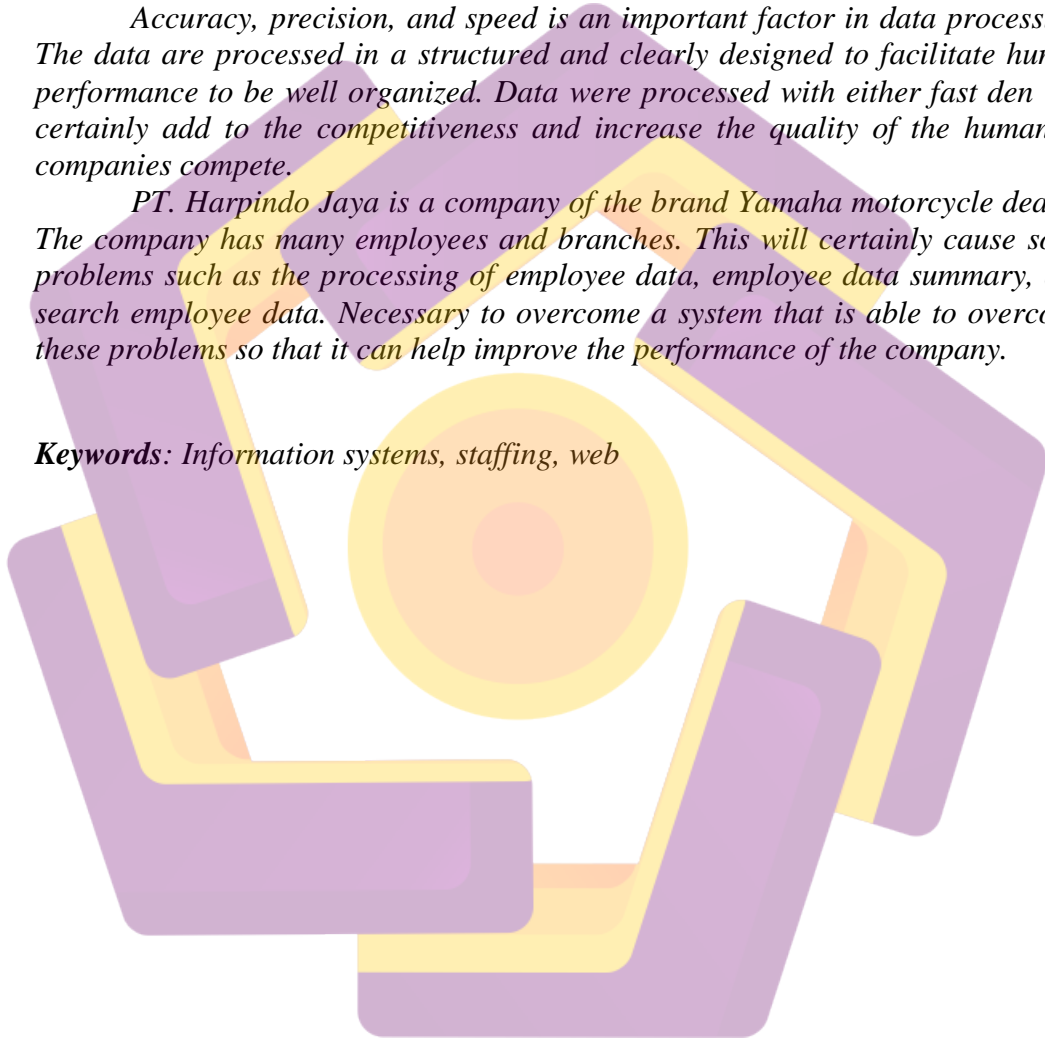 Accuracy, precision, and speed is an important factor in data process
The data are processed in a structured and clearly designed to facilitate hu
performance to be well organized. Data were processed with either fast den
certainly add to the competitiveness and increase the quality of the human
companies compete.
PT. Harpindo Jaya is a company of the brand Yamaha motorcycle dea
The company has many employees and branches. This will certainly cause so
problems such as the processing of employee data, employee data summary,
search employee data. Necessary to overcome a system that is able to overco
these problems so that it can help improve the performance of the company.
Keywords: Information systems, staffing, web